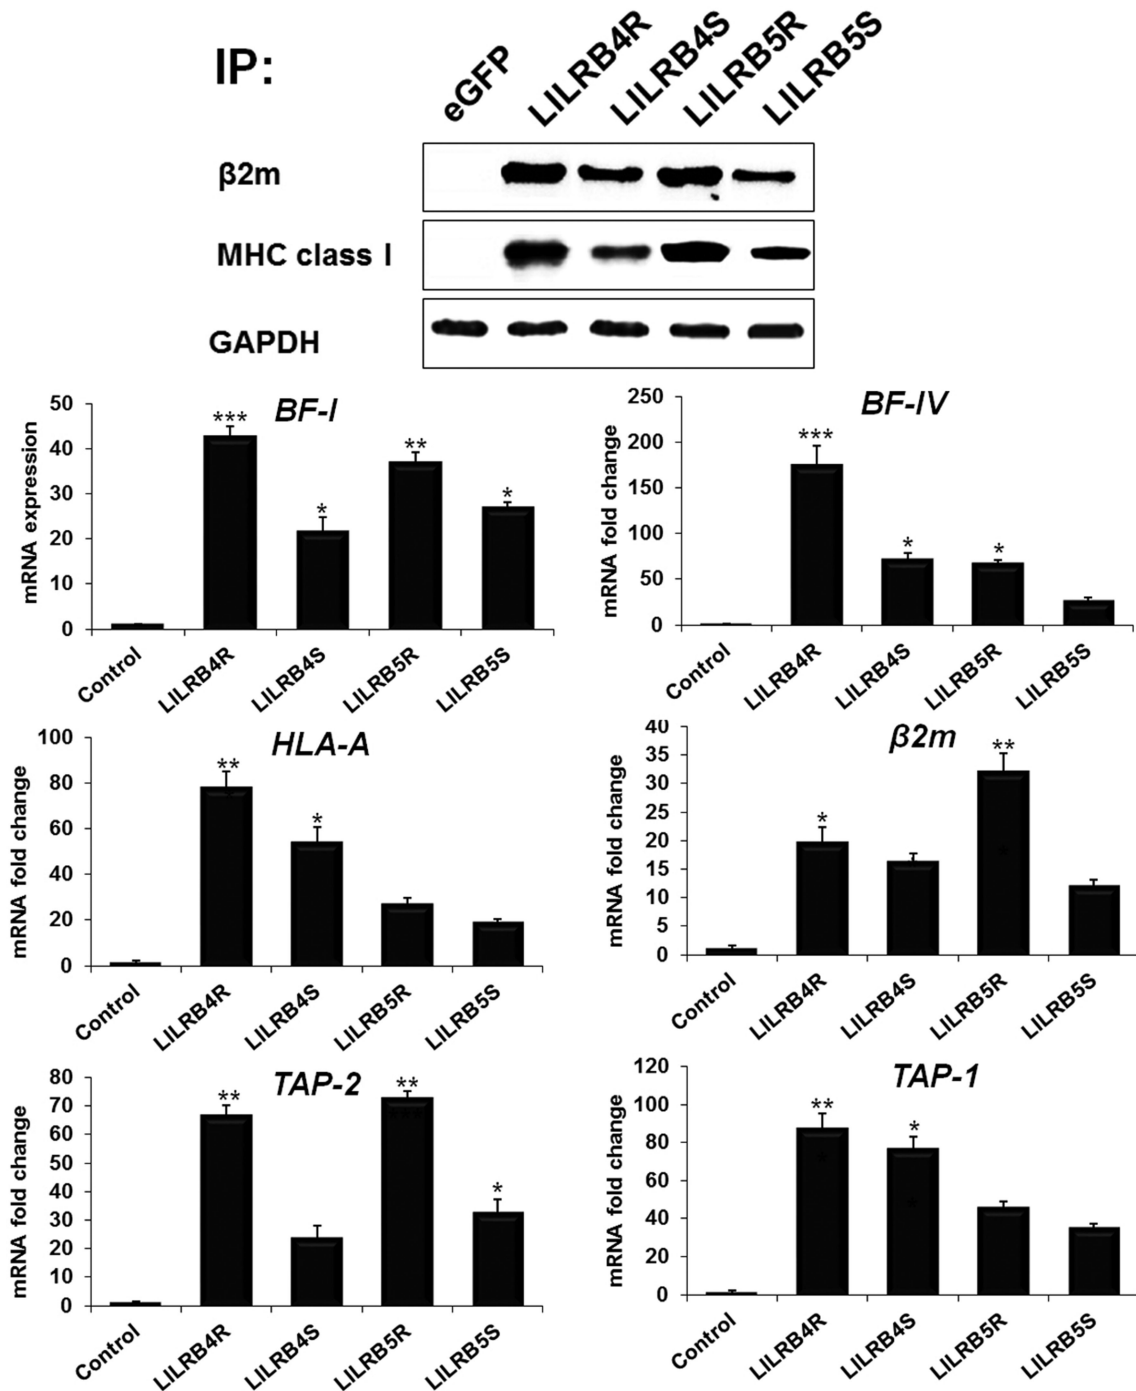 IP:
eGFP LILRB4R LILRB4S LILRB5R LILRB5S
β2m
MHC class I
GAPDH
BF-I
mRNA expression
50
40
30
20
10
0
*** * ** *
Control LILRB4R LILRB4S LILRB5R LILRB5S
BF-IV
mRNA fold change
250
200
150
100
50
0
*** * *
Control LILRB4R LILRB4S LILRB5R LILRB5S
HLA-A
mRNA fold change
100
80
60
40
20
0
** *
Control LILRB4R LILRB4S LILRB5R LILRB5S
β2m
mRNA fold change
40
35
30
25
20
15
10
5
0
* **
Control LILRB4R LILRB4S LILRB5R LILRB5S
TAP-2
mRNA fold change
80
70
60
50
40
30
20
10
0
** ** *
Control LILRB4R LILRB4S LILRB5R LILRB5S
TAP-1
mRNA fold change
120
100
80
60
40
20
0
** *
Control LILRB4R LILRB4S LILRB5R LILRB5S